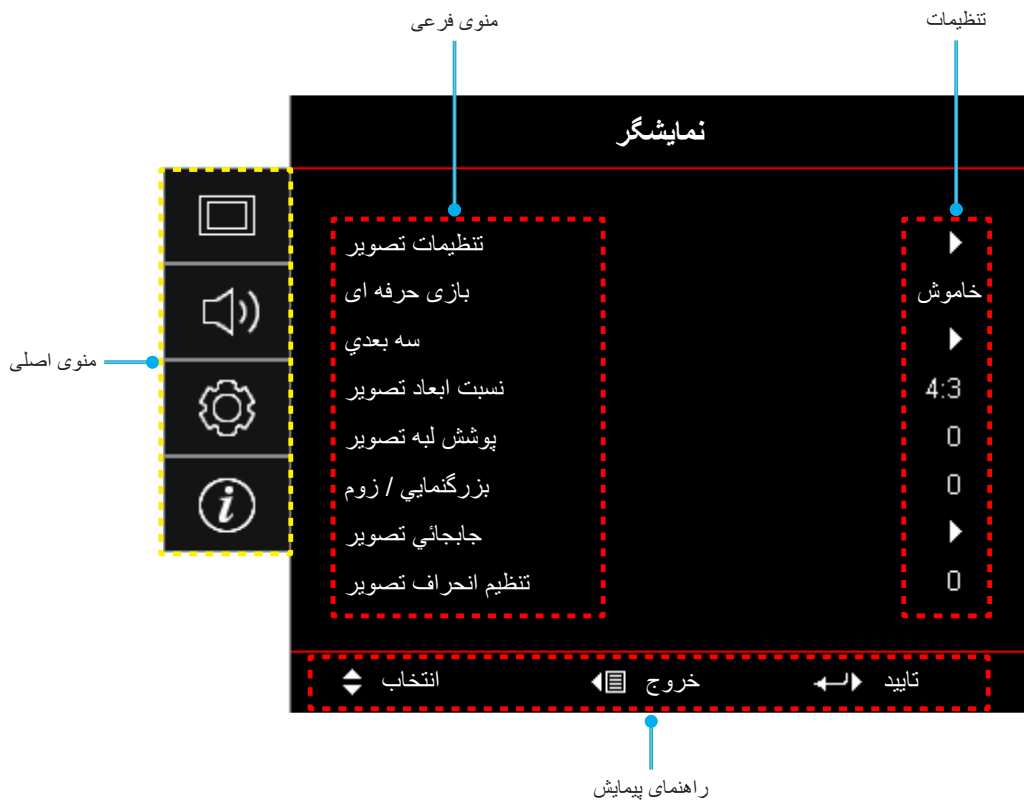 منوی فرعی
تنظیمات
نمایشگر
تنظیمات تصویر
بازی حرفه ای
خاموش
سه بعدي
نسبت ابعاد تصویر
4:3
پوشش لبه تصویر
0
بزرگنمايي / زوم
0
جابجائي تصویر
تنظیم انحراف تصویر
0
منوی اصلی
انتخاب
خروج
تایید
راهنمای پیمایش